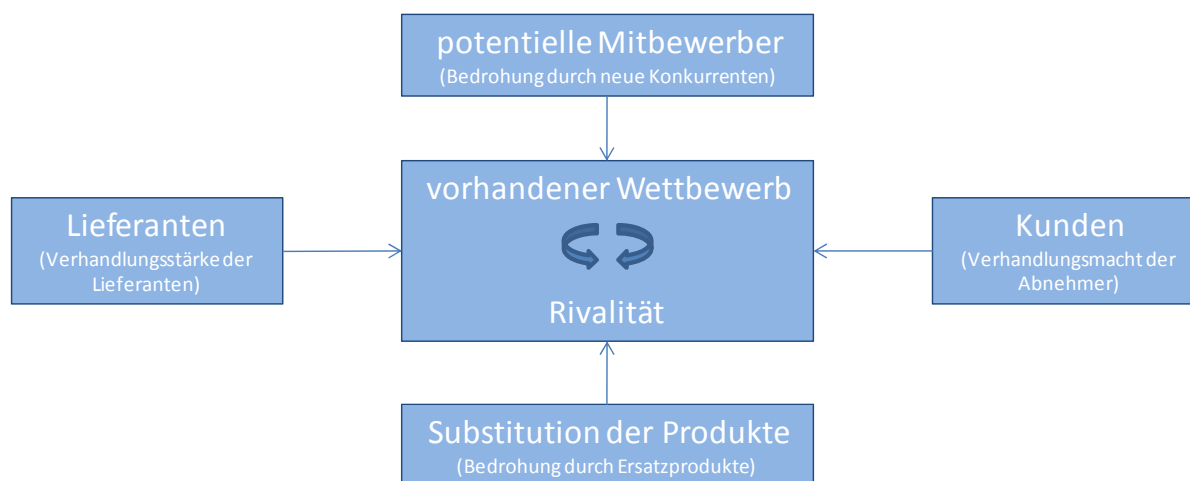 potentielle Mitbewerber
(Bedrohung durch neue Konkurrenten)
Lieferanten
(Verhandlungsstärke der
Lieferanten)
vorhandener Wettbewerb
Rivalität
Kunden
(Verhandlungsmacht der
Abnehmer)
Substitution der Produkte
(Bedrohung durch Ersatzprodukte)